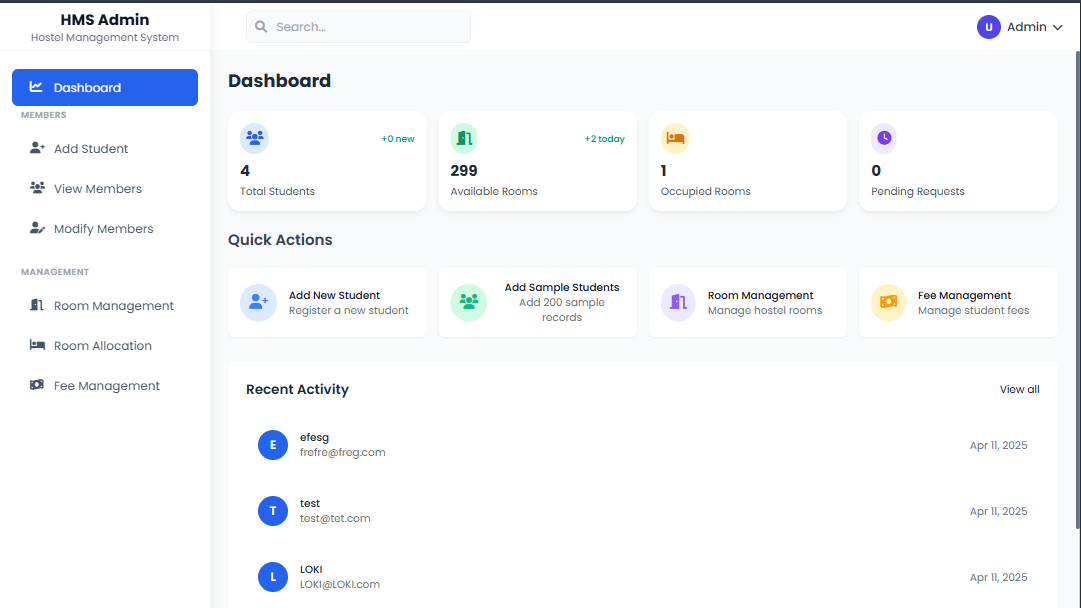 HMS Admin
Hostel Management System
Search...
U
Admin
Dashboard
MEMBERS
Add Student
View Members
Modify Members
MANAGEMENT
Room Management
Room Allocation
Fee Management
Dashboard
+0 new
4
Total Students
+2 today
299
Available Rooms
1
Occupied Rooms
0
Pending Requests
Quick Actions
Add New Student
Register a new student
Add Sample Students
Add 200 sample
records
Room Management
Manage hostel rooms
Fee Management
Manage student fees
Recent Activity
View all
E
efesg
frefre@freg.com
Apr 11, 2025
T
test
test@tet.com
Apr 11, 2025
L
LOKI
LOKI@LOKI.com
Apr 11, 2025